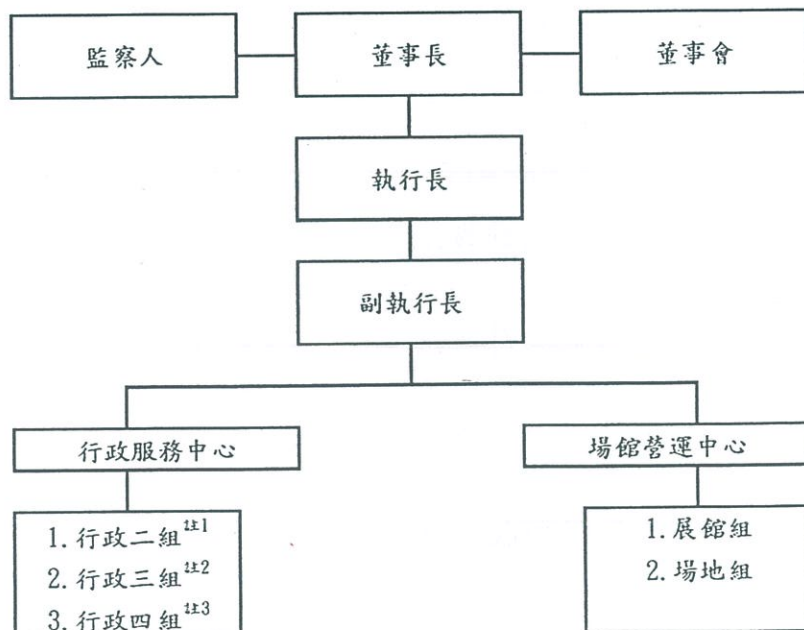 監察人
董事長
董事會
執行長
副執行長
行政服務中心
場館營運中心
1.行政二組註1
2.行政三組註2
3.行政四組註3
1.展館組
2.場地組